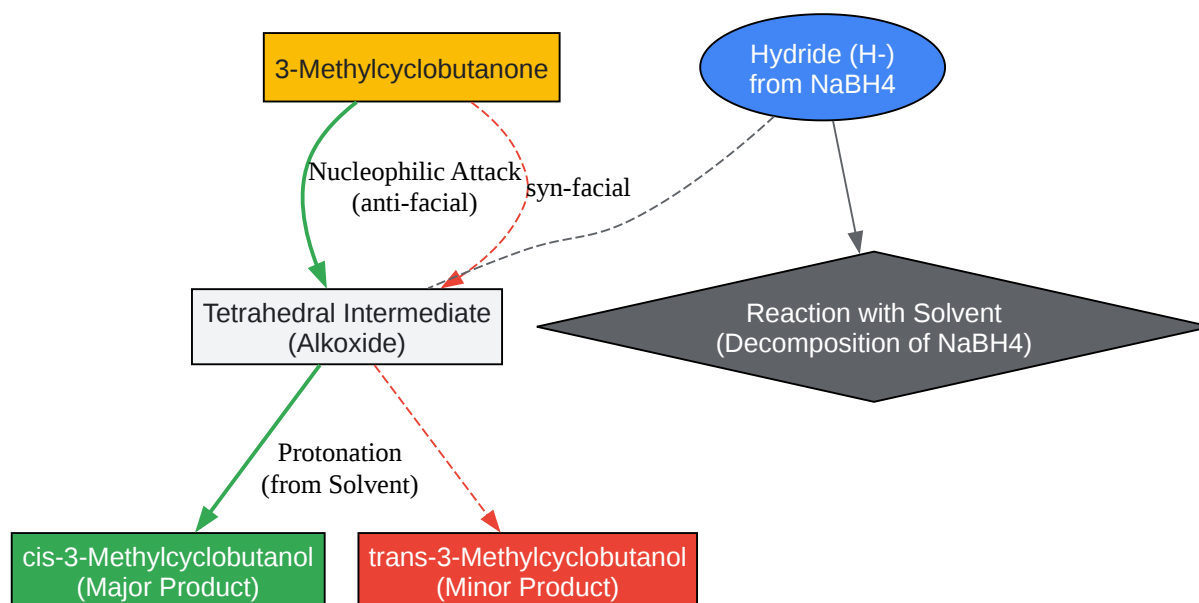 3-Methylcyclobutanone
Hydride (H-)
from NaBH4
Nucleophilic Attack
(anti-facial)
syn-facial
Tetrahedral Intermediate
(Alkoxide)
Reaction with Solvent
(Decomposition of NaBH4)
Protonation
(from Solvent)
cis-3-Methylcyclobutanol
(Major Product)
trans-3-Methylcyclobutanol
(Minor Product)